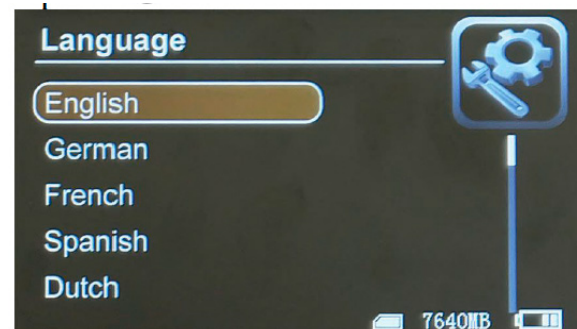 Language
English
German
French
Spanish
Dutch
7640MB